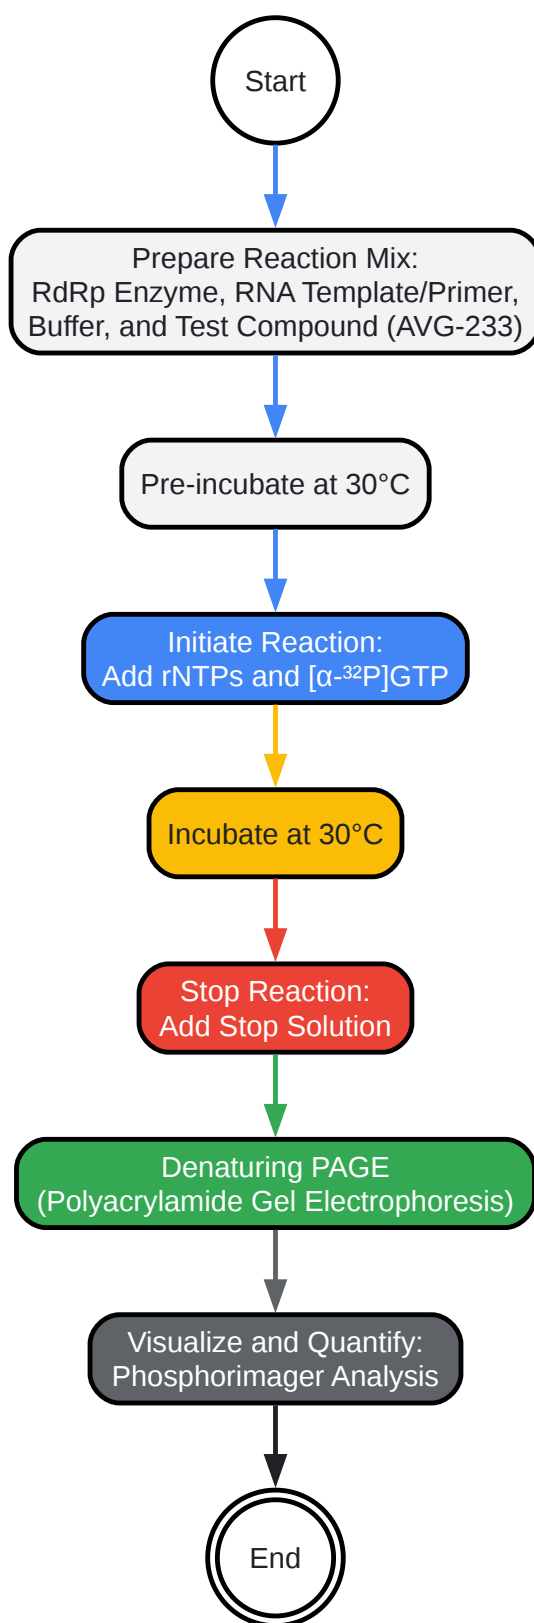 Start
Prepare Reaction Mix:
RdRp Enzyme, RNA Template/Primer,
Buffer, and Test Compound (AVG-233)
Pre-incubate at 30°C
Initiate Reaction:
Add rNTPs and [α-³²P]GTP
Incubate at 30°C
Stop Reaction:
Add Stop Solution
Denaturing PAGE
(Polyacrylamide Gel Electrophoresis)
Visualize and Quantify:
Phosphorimager Analysis
End